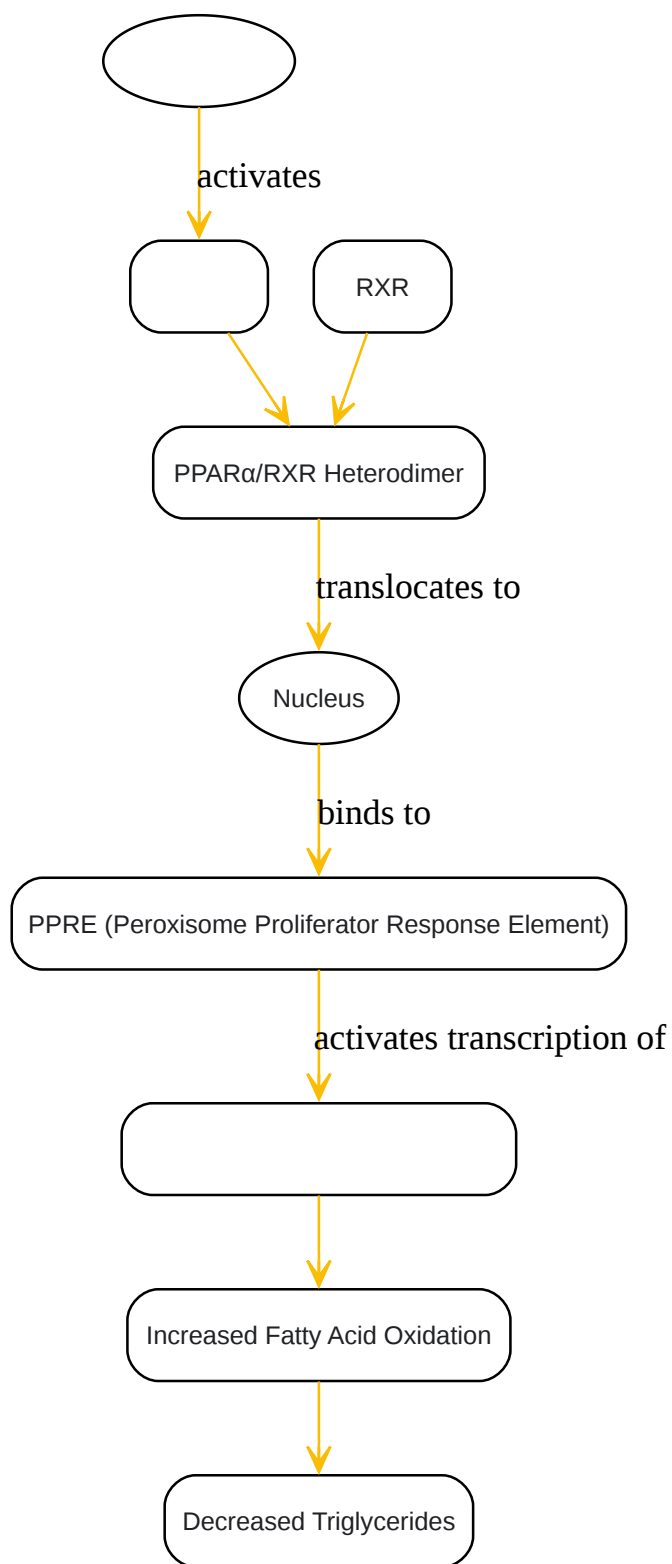 activates
RXR
PPARα/RXR Heterodimer
translocates to
Nucleus
binds to
PPRE (Peroxisome Proliferator Response Element)
activates transcription of
Increased Fatty Acid Oxidation
Decreased Triglycerides